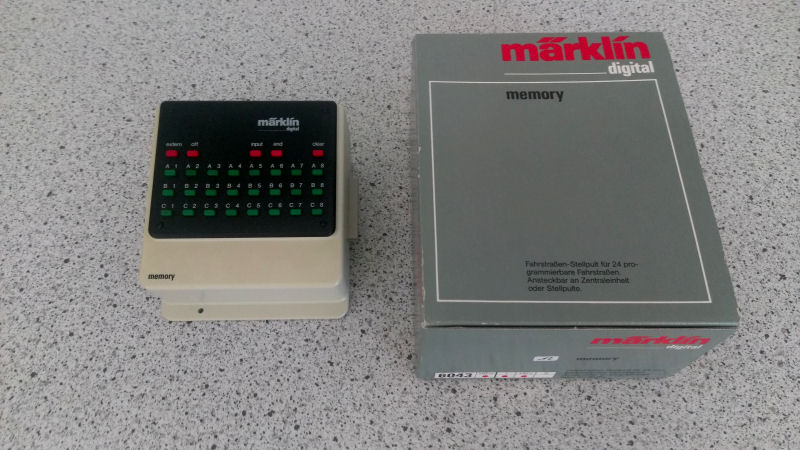 märklin
digital
extern off input end clear
A 1 A 2 A 3 A 4 A 5 A 6 A 7 A 8
B 1 B 2 B 3 B 4 B 5 B 6 B 7 B 8
C 1 C 2 C 3 C 4 C 5 C 6 C 7 C 8
memory
märklin
digital
memory
Fahrstraßen-Stellpult für 24 pro-
grammierbare Fahrstraßen.
Ansteckbar an Zentraleinheit
oder Stellpulte.
märklin
digital
memory
6043